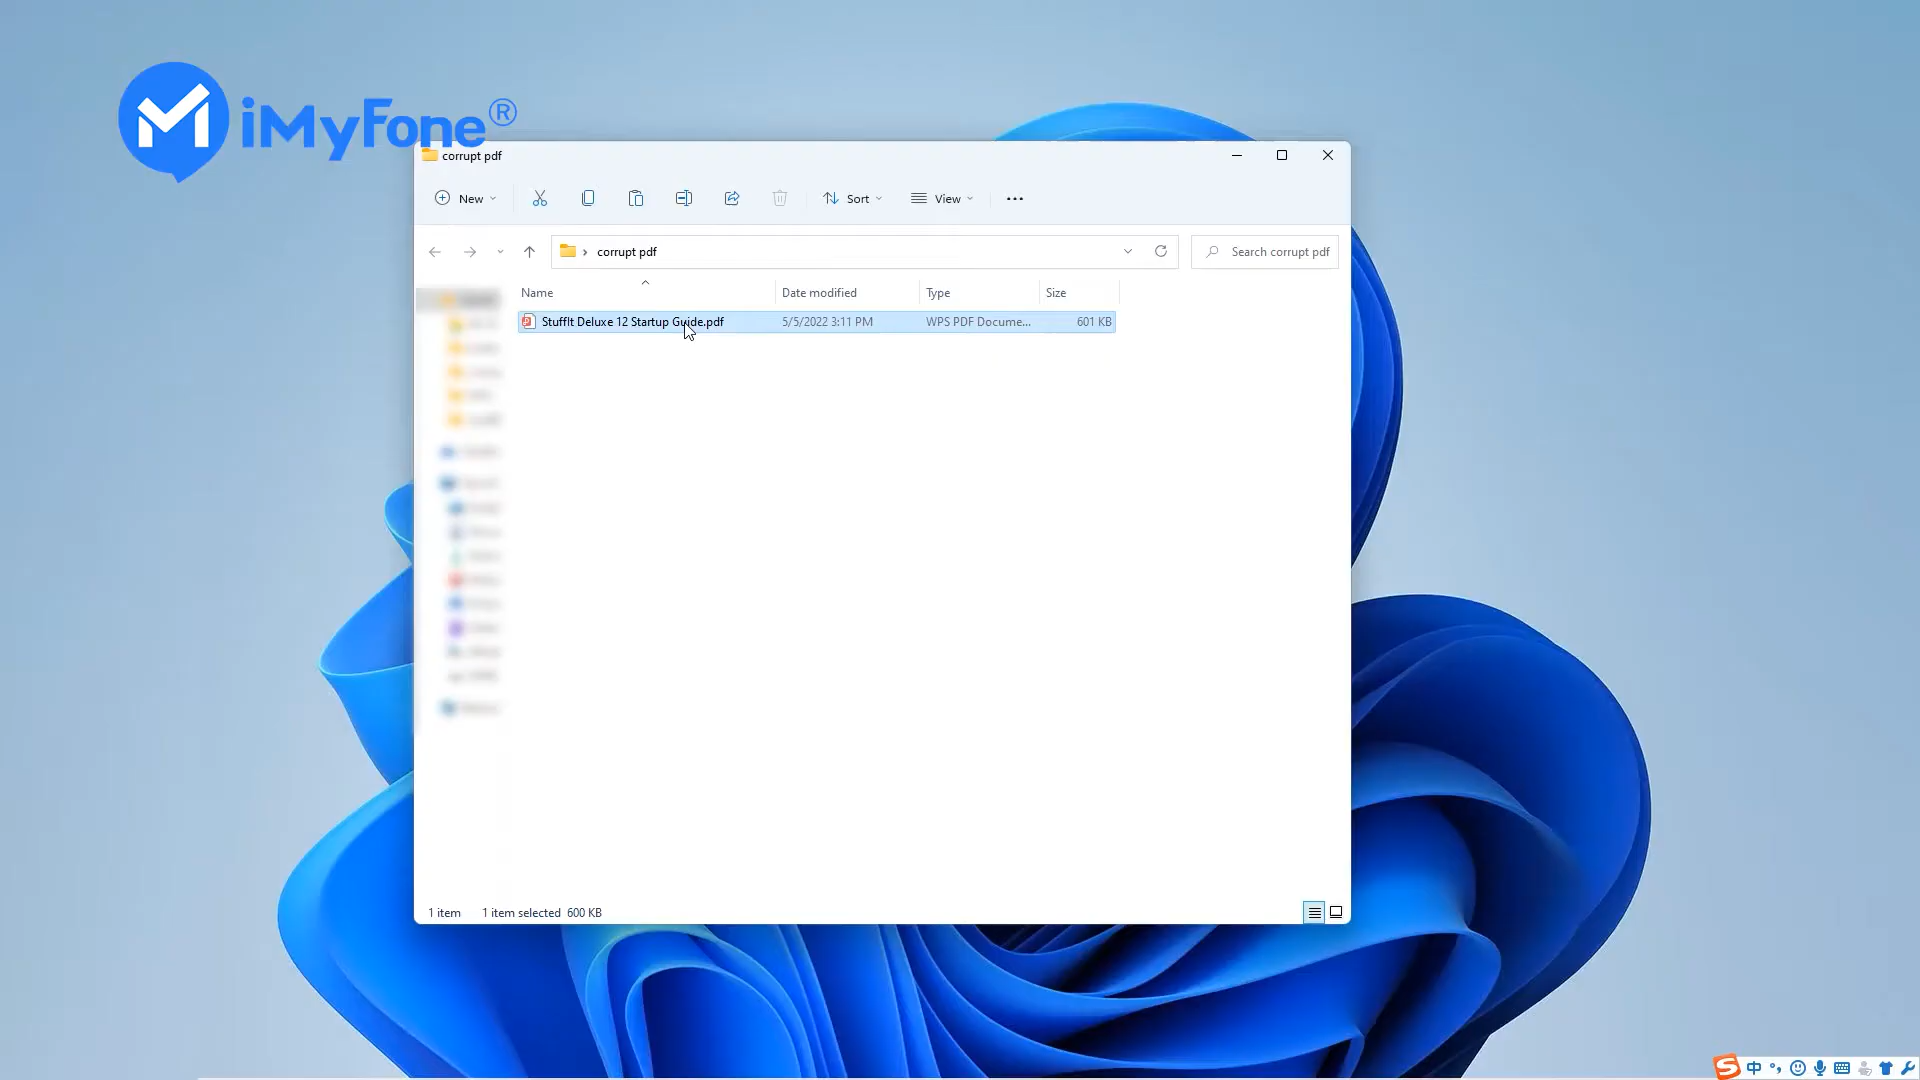 iMyFone®
corrupt pdf
New
Sort
View
corrupt pdf
Search corrupt pdf
Name Date modified Type Size
StuffIt Deluxe 12 Startup Guide.pdf 5/5/2022 3:11 PM WPS PDF Docume... 601 KB
1 item 1 item selected 600 KB
中